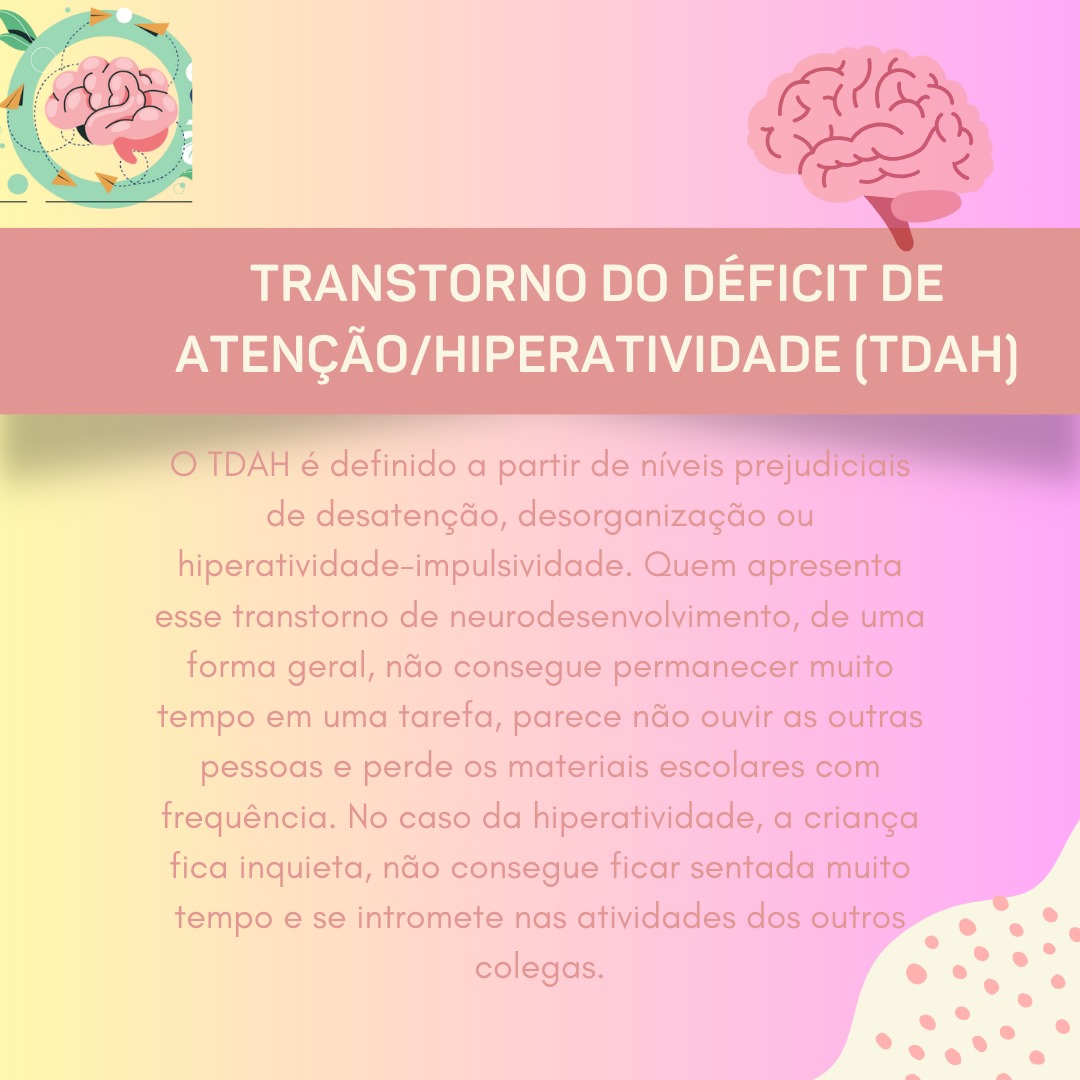 TRANSTORNO DO DÉFICIT DE
ATENÇÃO/HIPERATIVIDADE (TDAH)
O TDAH é definido a partir de níveis prejudiciais
de desatenção, desorganização ou
hiperatividade-impulsividade. Quem apresenta
esse transtorno de neurodesenvolvimento, de uma
forma geral, não consegue permanecer muito
tempo em uma tarefa, parece não ouvir as outras
pessoas e perde os materiais escolares com
frequência. No caso da hiperatividade, a criança
fica inquieta, não consegue ficar sentada muito
tempo e se intromete nas atividades dos outros
colegas.